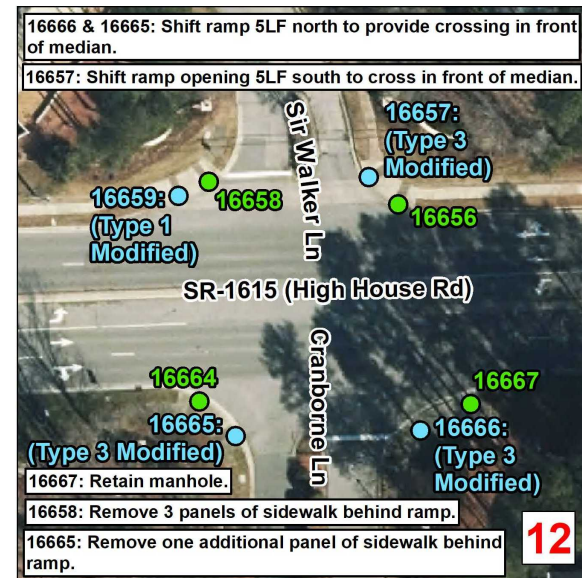 16666 & 16665: Shift ramp 5LF north to provide crossing in front
of median.
16657: Shift ramp opening 5LF south to cross in front of median.
16657:
(Type 3
Modified)
Sir Walker Ln
16659:
(Type 1
Modified)
16658
16656
SR-1615 (High House Rd)
Cranborne Ln
16664
16667
16665:
(Type 3 Modified)
16666:
(Type 3
Modified)
16667: Retain manhole.
16658: Remove 3 panels of sidewalk behind ramp.
16665: Remove one additional panel of sidewalk behind
ramp.
12